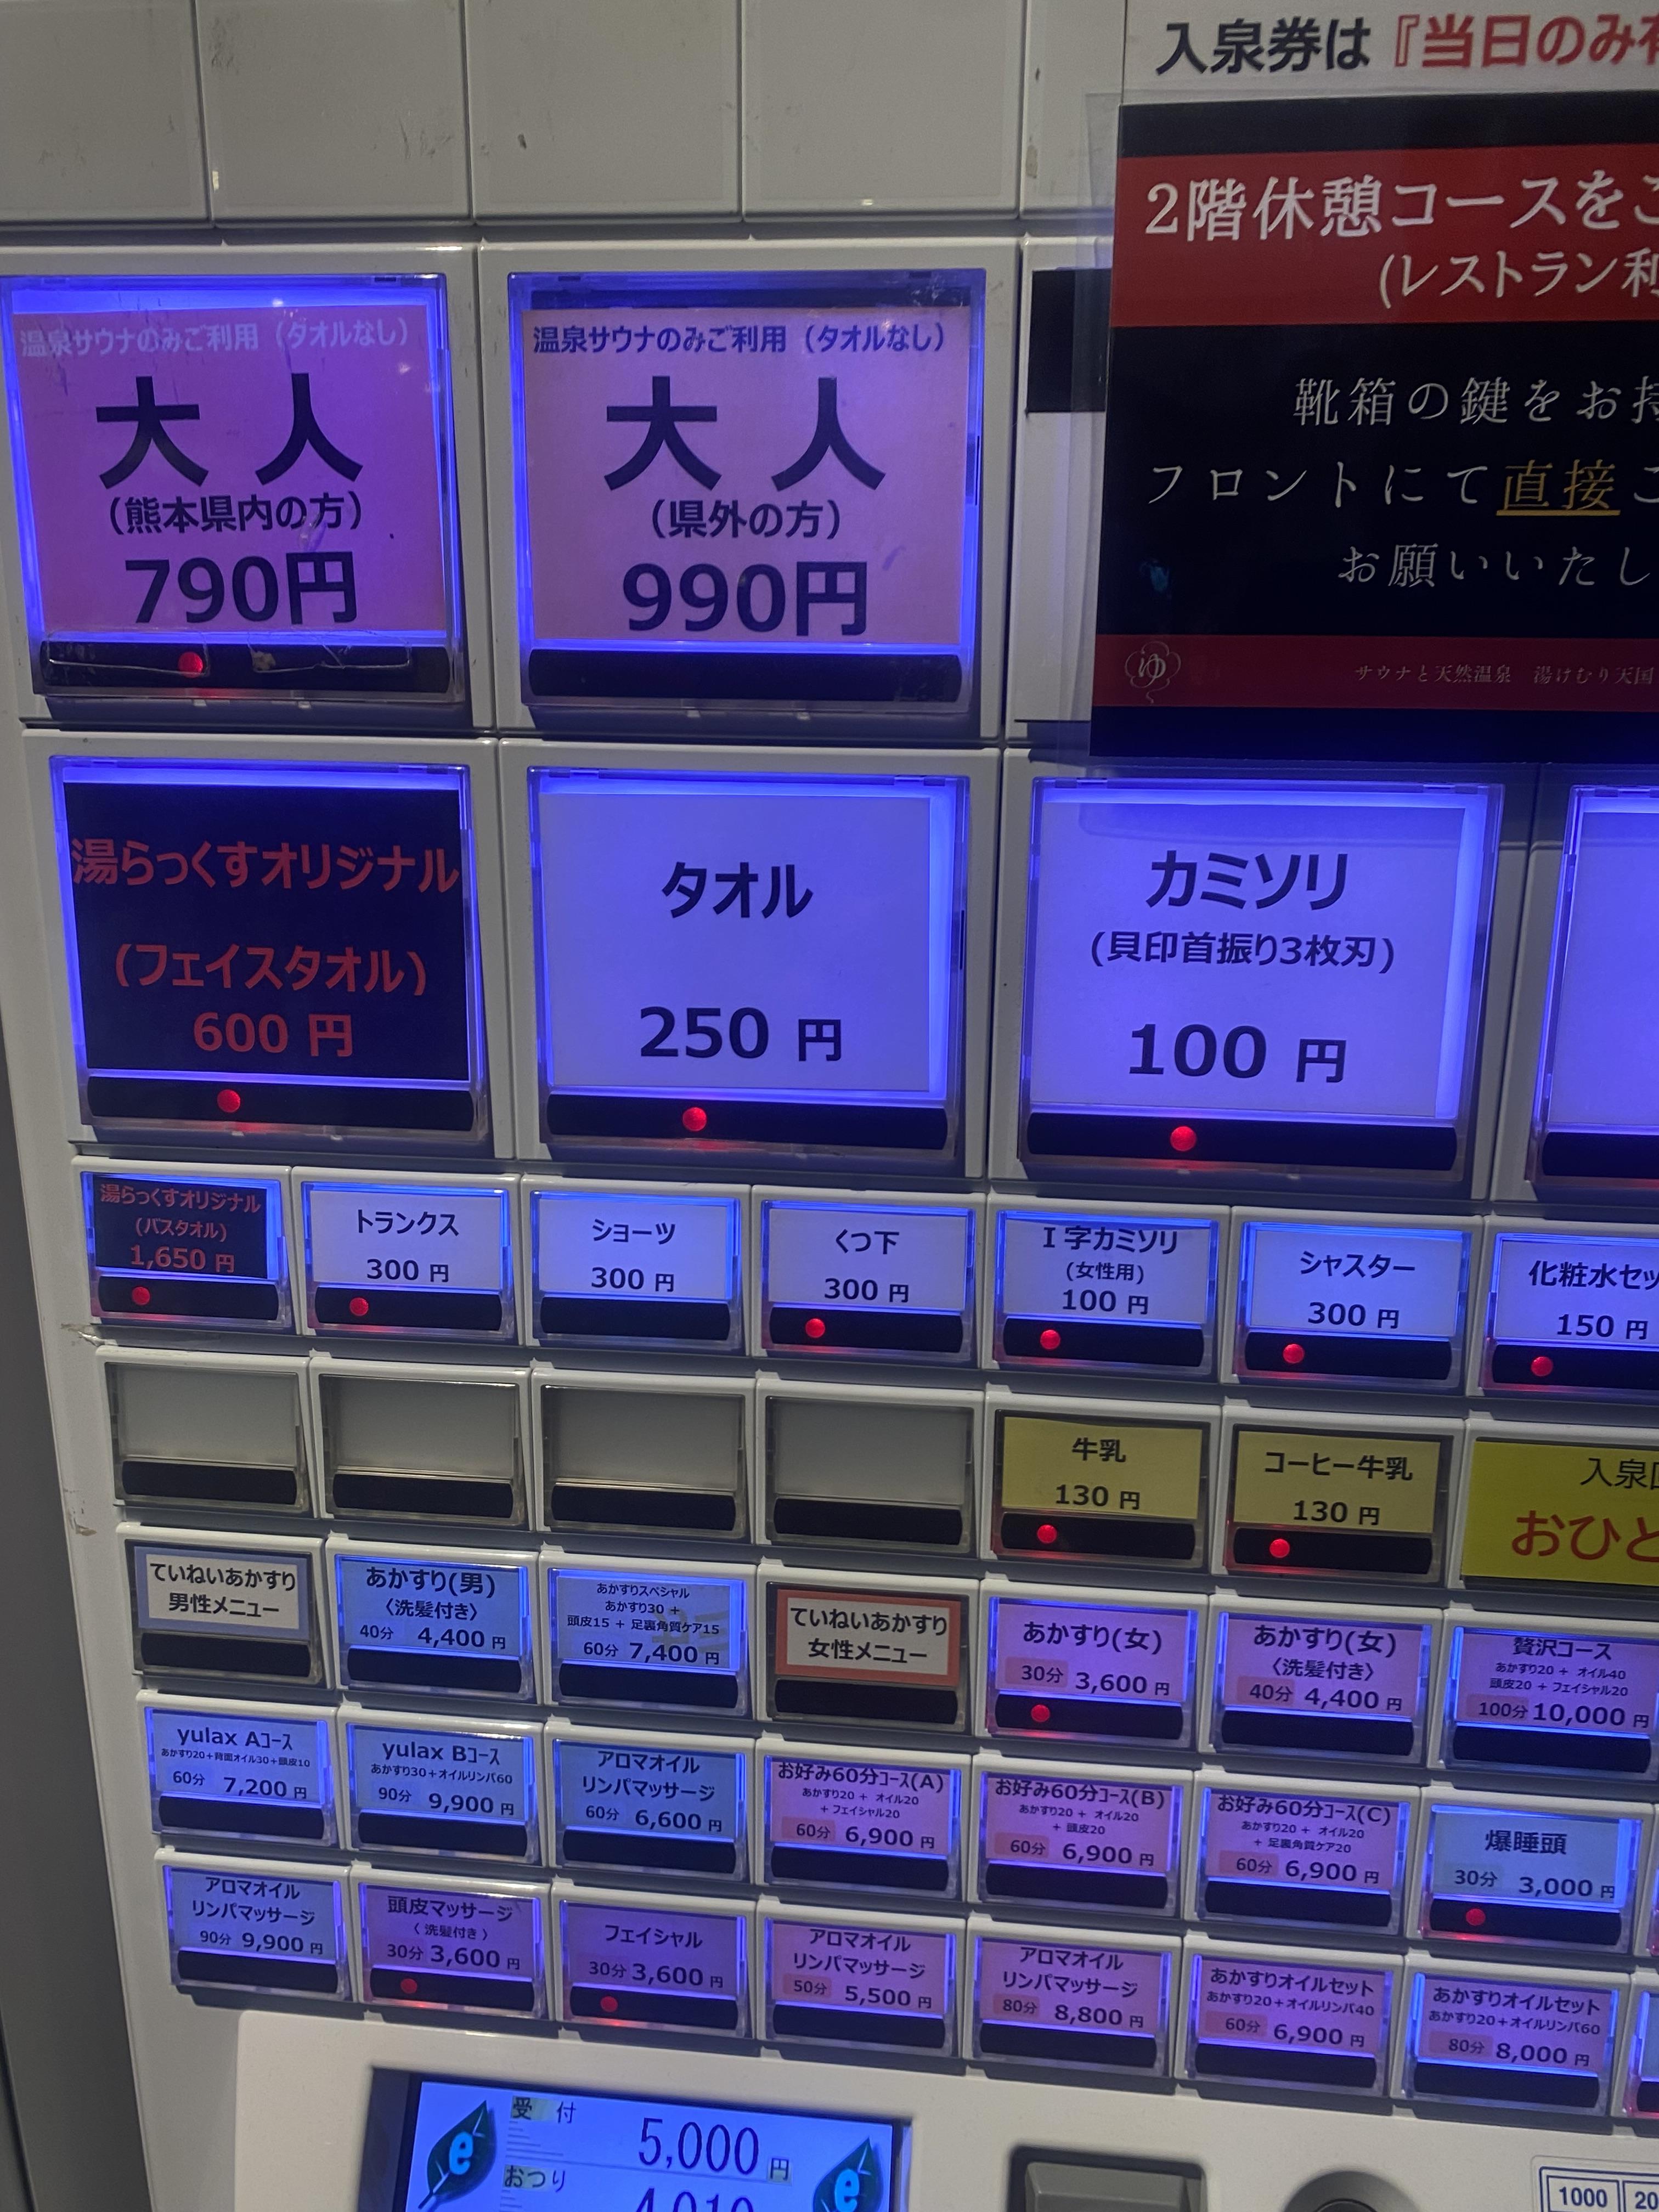 入泉券は『当日のみ
2階休憩コースをご
(レストラン利
靴箱の鍵をお持
フロントにて直接ご
お願いいたし
ゆ
サウナと天然温泉　湯けむり天国
温泉サウナのみご利用（タオルなし）
大人
（熊本県内の方）
790円
温泉サウナのみご利用（タオルなし）
大人
（県外の方）
990円
湯らっくすオリジナル
(フェイスタオル)
600 円
タオル
250 円
カミソリ
(貝印首振り3枚刃)
100 円
湯らっくすオリジナル
(バスタオル)
1,650 円
トランクス
300 円
ショーツ
300 円
くつ下
300 円
I 字カミソリ
(女性用)
100 円
シャスター
300 円
化粧水セッ
150 円
牛乳
130 円
コーヒー牛乳
130 円
入泉
おひと
ていねいあかすり
男性メニュー
あかすり(男)
〈洗髪付き〉
40分 4,400 円
あかすりスペシャル
あかすり30 +
頭皮15 + 足裏角質ケア15
60分 7,400 円
ていねいあかすり
女性メニュー
あかすり(女)
30分 3,600 円
あかすり(女)
〈洗髪付き〉
40分 4,400 円
贅沢コース
あかすり20 + オイル40
頭皮20 + フェイシャル20
100分 10,000 円
yulax Aコース
あかすり20+背面オイル30+頭皮10
60分 7,200 円
yulax Bコース
あかすり30+オイルリンパ60
90分 9,900 円
アロマオイル
リンパマッサージ
60分 6,600 円
お好み60分コース(A)
あかすり20 + オイル20
+ フェイシャル20
60分 6,900 円
お好み60分コース(B)
あかすり20 + オイル20
+ 頭皮20
60分 6,900 円
お好み60分コース(C)
あかすり20 + オイル20
+ 足裏角質ケア20
60分 6,900 円
爆睡頭
30分 3,000 円
アロマオイル
リンパマッサージ
90分 9,900 円
頭皮マッサージ
〈 洗髪付き 〉
30分 3,600 円
フェイシャル
30分 3,600 円
アロマオイル
リンパマッサージ
50分 5,500 円
アロマオイル
リンパマッサージ
80分 8,800 円
あかすりオイルセット
あかすり20+オイルリンパ40
60分 6,900 円
あかすりオイルセット
あかすり20+オイルリンパ60
80分 8,000 円
受 付
5,000 円
おつり
4,010
e
e
1000
20